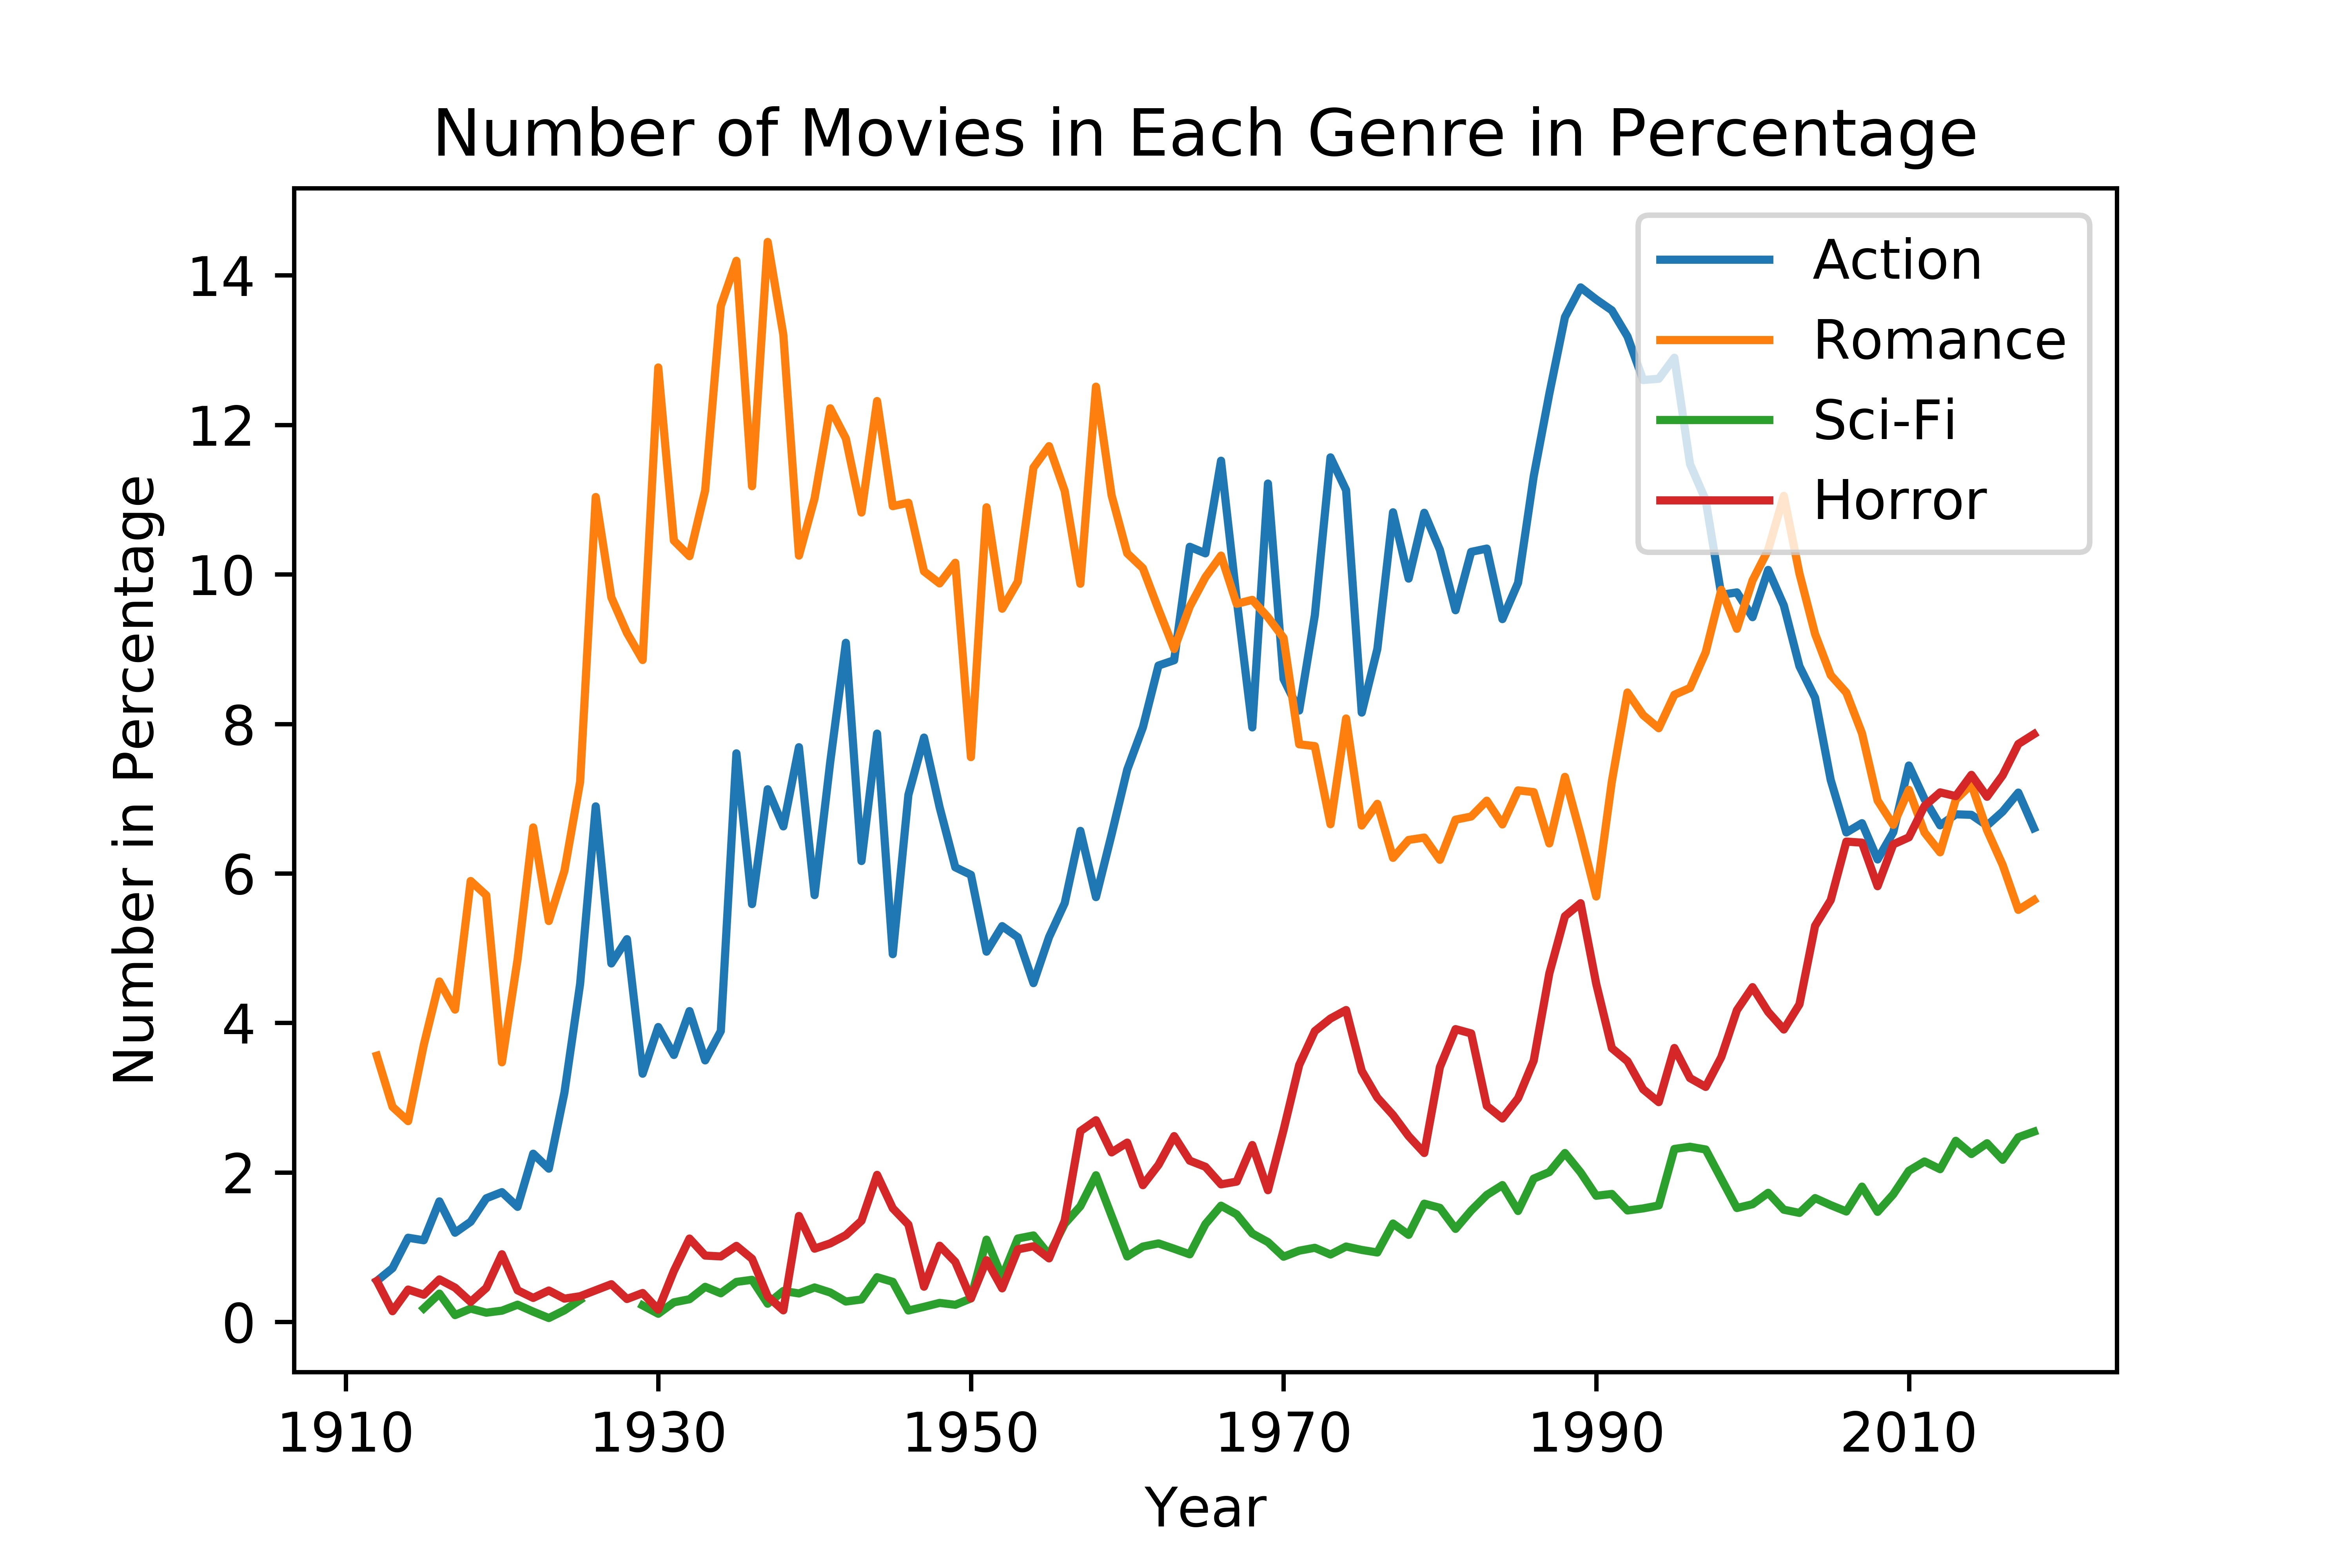 Number of Movies in Each Genre in Percentage
Number in Percentage
14
12
10
8
6
4
2
0
Action
Romance
Sci-Fi
Horror
1910 1930 1950 1970 1990 2010
Year